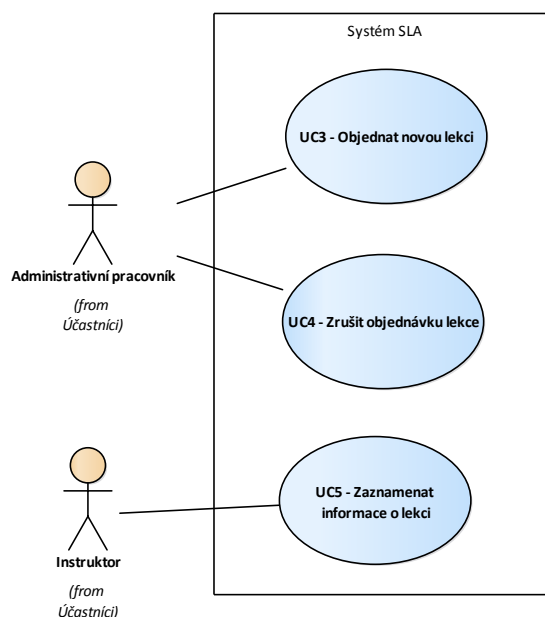 Systém SLA
UC3 - Objednat novou lekci
Administrativní pracovník
(from
Účastníci)
UC4 - Zrušit objednávku lekce
UC5 - Zaznamenat
informace o lekci
Instruktor
(from
Účastníci)